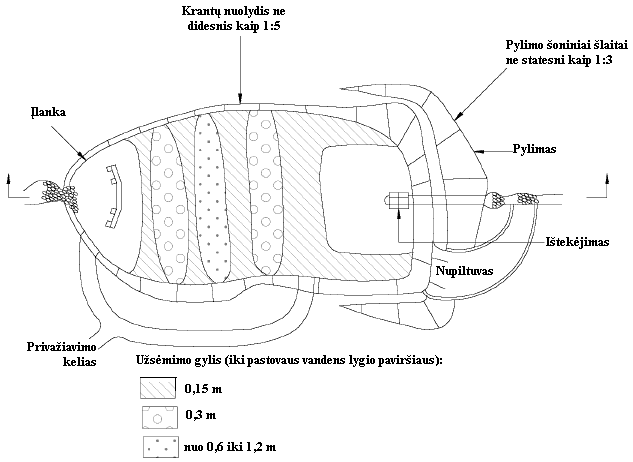 Krantų nuolydis ne
didesnis kaip 1:5
Pylimo šoniniai šlaitai
ne statesni kaip 1:3
Įlanka
Pylimas
Ištekėjimas
Nupiltuvas
Privažiavimo
kelias
Užsėmimo gylis (iki pastovaus vandens lygio paviršiaus):
0,15 m
0,3 m
nuo 0,6 iki 1,2 m